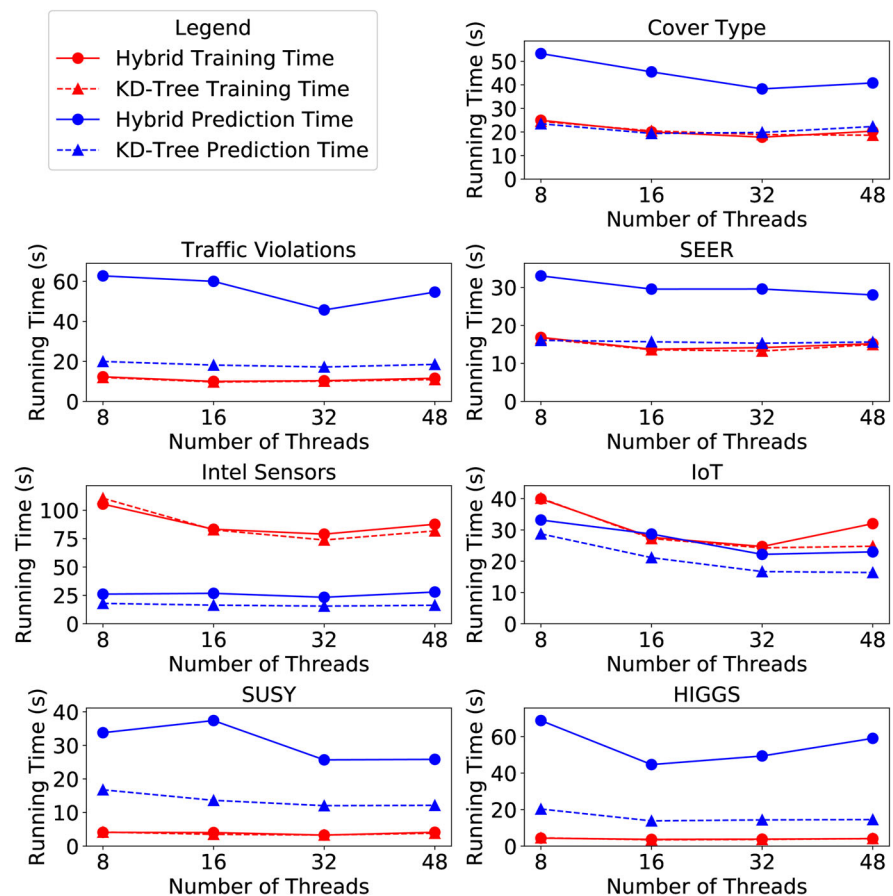 Legend
Hybrid Training Time
KD-Tree Training Time
Hybrid Prediction Time
KD-Tree Prediction Time
Cover Type
Running Time (s)
50
40
30
20
10
0
8 16 32 48
Number of Threads
Traffic Violations
Running Time (s)
60
40
20
0
8 16 32 48
Number of Threads
SEER
Running Time (s)
30
20
10
0
8 16 32 48
Number of Threads
Intel Sensors
Running Time (s)
100
75
50
25
0
8 16 32 48
Number of Threads
IoT
Running Time (s)
40
30
20
10
0
8 16 32 48
Number of Threads
SUSY
Running Time (s)
40
30
20
10
0
8 16 32 48
Number of Threads
HIGGS
Running Time (s)
60
40
20
0
8 16 32 48
Number of Threads